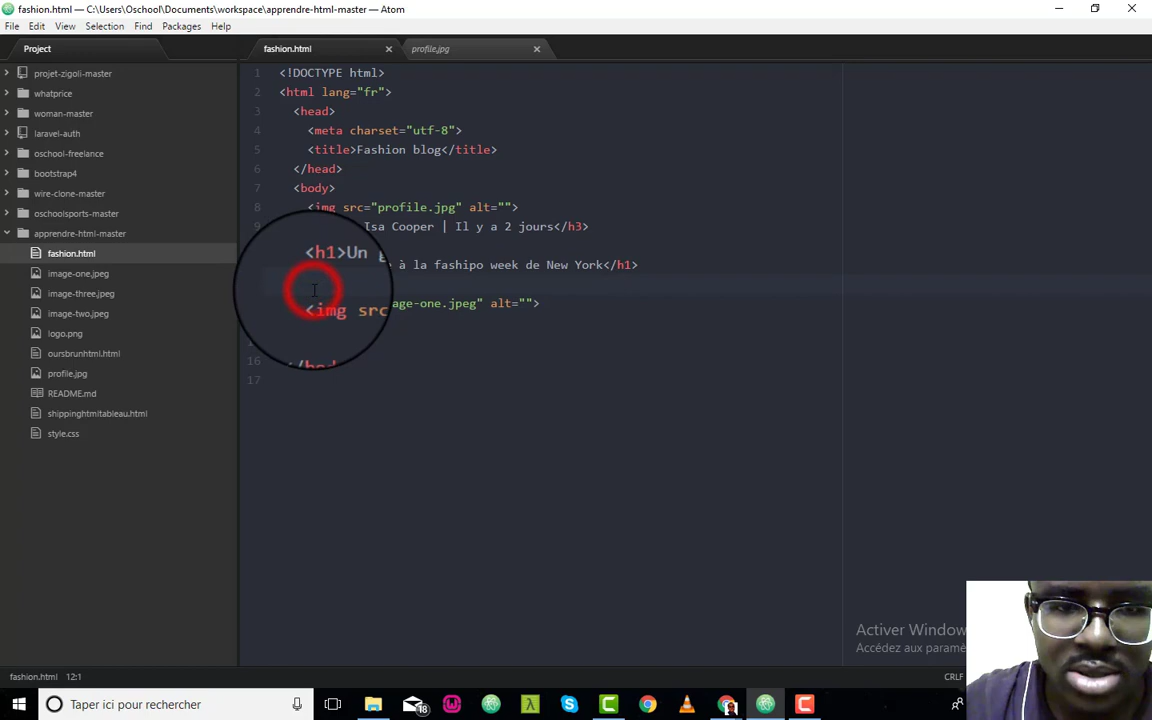 fashion.html — C:\Users\Oschool\Documents\workspace\apprendre-html-master — Atom
File Edit View Selection Find Packages Help
Project
fashion.html
profile.jpg
projet-zigoli-master
whatprice
woman-master
laravel-auth
oschool-freelance
bootstrap4
wire-clone-master
oschoolsports-master
apprendre-html-master
fashion.html
image-one.jpeg
image-three.jpeg
image-two.jpeg
logo.png
oursbrunhtml.html
profile.jpg
README.md
shippinghtmltableau.html
style.css
1 <!DOCTYPE html>
2 <html lang="fr">
3 <head>
4 <meta charset="utf-8">
5 <title>Fashion blog</title>
6 </head>
7 <body>
8 <img src="profile.jpg" alt="">
9 Isa Cooper | Il y a 2 jours</h3>
<h1>Un
à la fashipo week de New York</h1>
<img src
age-one.jpeg" alt="">
16
17
Activer Window
Accédez aux paramè
fashion.html 12:1
CRLF
Taper ici pour rechercher
18